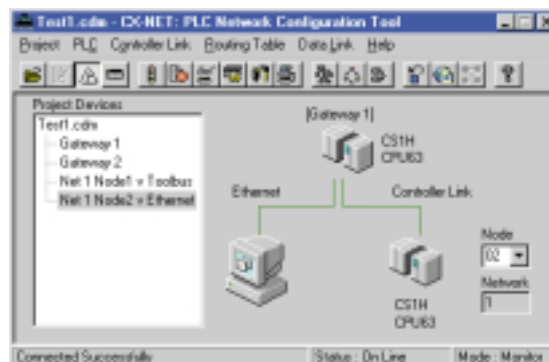 Test1.cdm - CX-NET: PLC Network Configuration Tool
Project PLC Controller Link Routing Table Data Link Help
Project Devices
Test1.cdm
Gateway 1
Gateway 2
Net 1 Node1 v Toolbus
Net 1 Node2 v Ethernet
[Gateway 1]
CS1H
CPU63
Ethernet
Controller Link
Node
02
Network
1
CS1H
CPU63
Connected Successfully
Status : On Line
Mode : Monitor